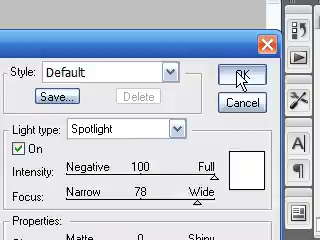 Style: Default
OK
Save...
Delete
Cancel
Light type: Spotlight
On
Intensity: Negative 100 Full
Focus: Narrow 78 Wide
Properties:
Matte 0 Shiny
A